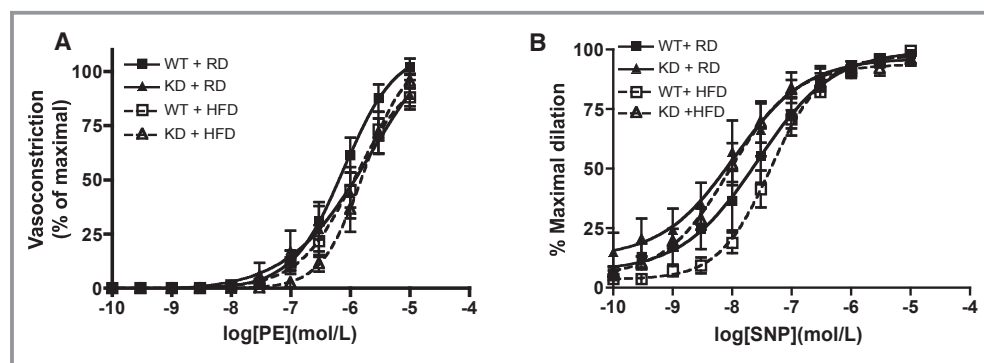 A
WT + RD
KD + RD
WT + HFD
KD + HFD
Vasoconstriction
(% of maximal)
100
75
50
25
0
-10 -9 -8 -7 -6 -5 -4
log[PE](mol/L)
B
WT+ RD
KD + RD
WT+ HFD
KD +HFD
% Maximal dilation
100
75
50
25
0
-10 -9 -8 -7 -6 -5 -4
log[SNP](mol/L)